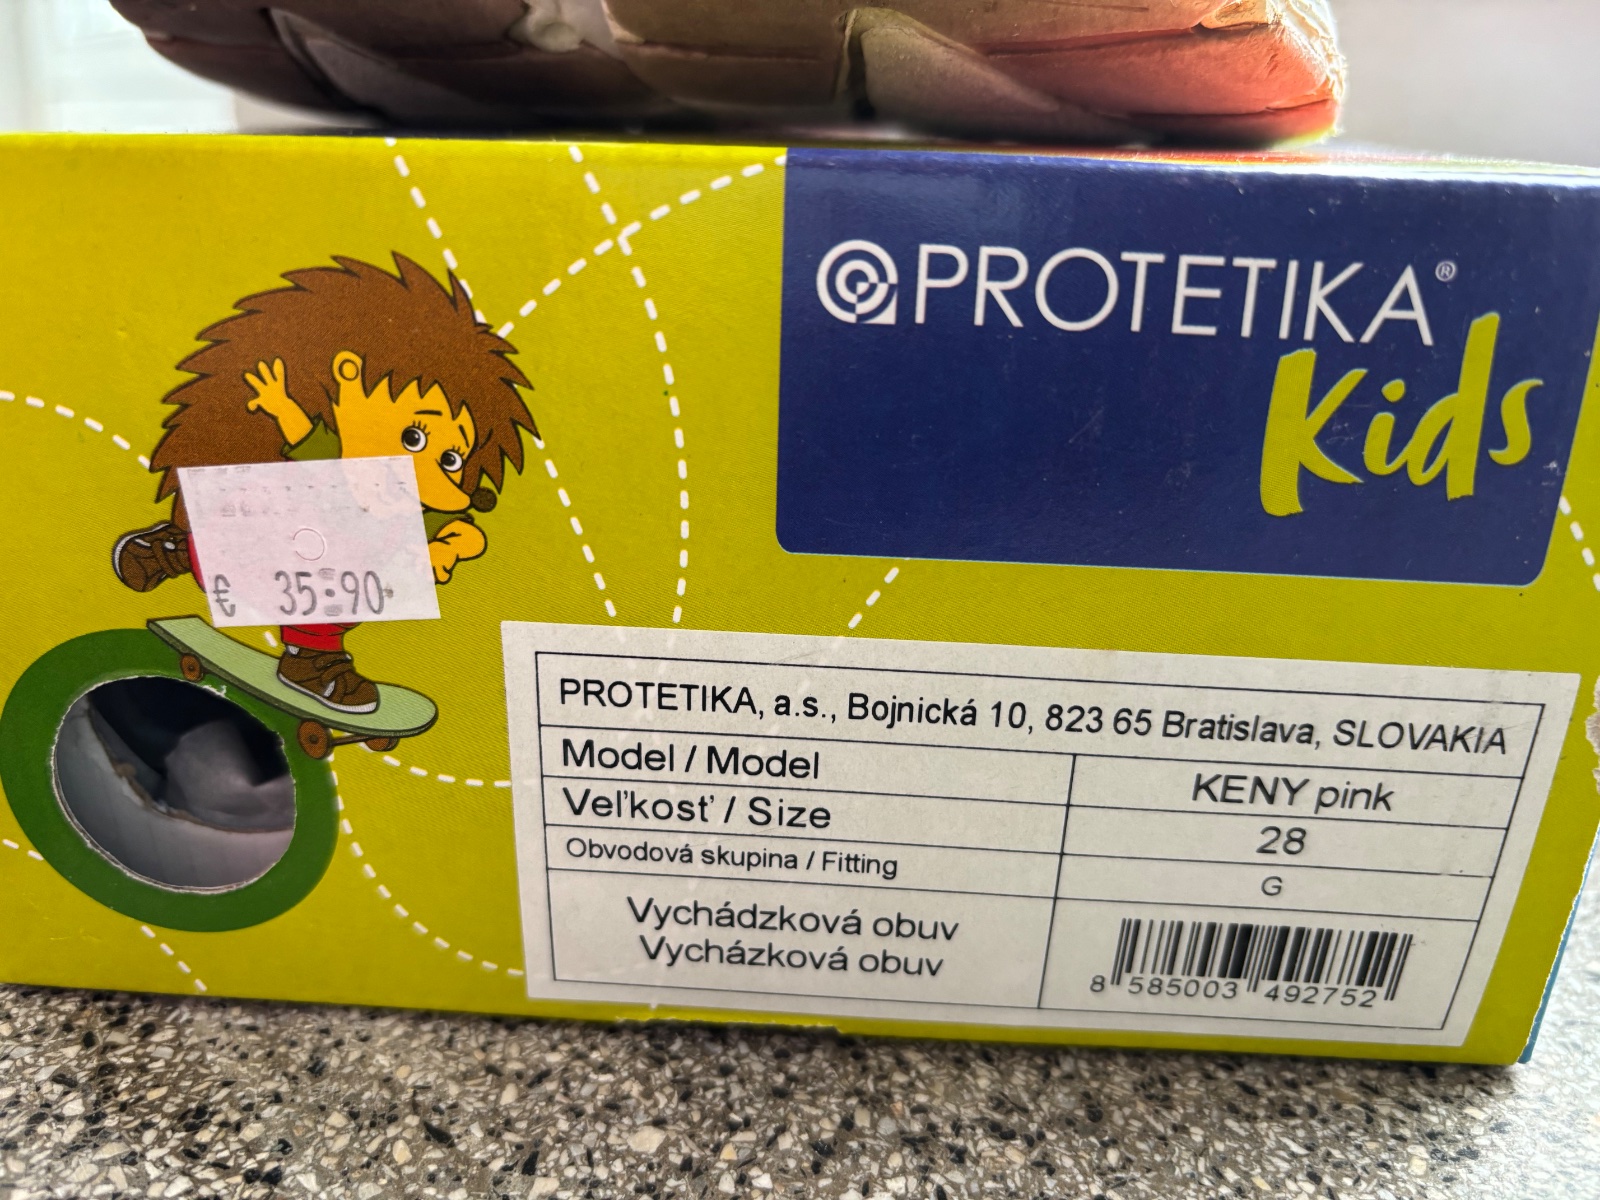 PROTETIKA®
Kids
€ 35.90
PROTETIKA, a.s., Bojnická 10, 823 65 Bratislava, SLOVAKIA
Model / Model KENY pink
Veľkosť / Size 28
Obvodová skupina / Fitting G
Vychádzková obuv
Vycházková obuv
8 585003 492752